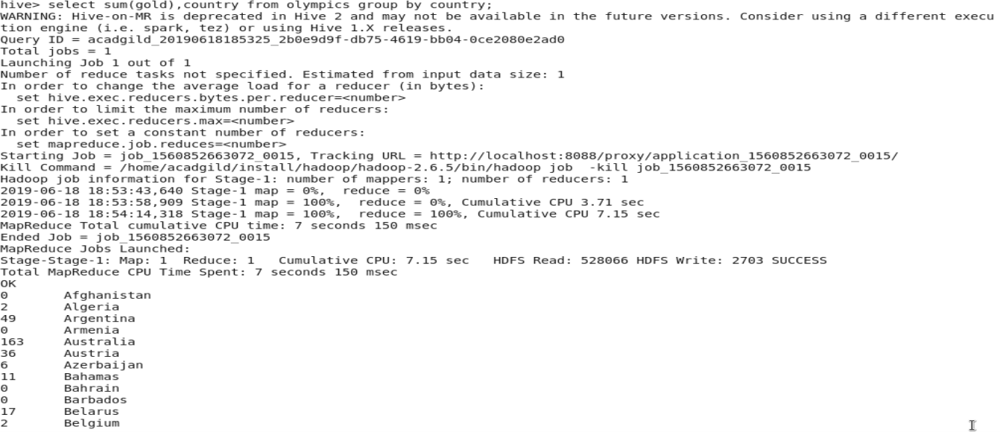 hive> select sum(gold),country from olympics group by country;
WARNING: Hive-on-MR is deprecated in Hive 2 and may not be available in the future versions. Consider using a different execu
tion engine (i.e. spark, tez) or using Hive 1.X releases.
Query ID = acadgild_20190618185325_2b0e9d9f-db75-4619-bb04-0ce2080e2ad0
Total jobs = 1
Launching Job 1 out of 1
Number of reduce tasks not specified. Estimated from input data size: 1
In order to change the average load for a reducer (in bytes):
  set hive.exec.reducers.bytes.per.reducer=<number>
In order to limit the maximum number of reducers:
  set hive.exec.reducers.max=<number>
In order to set a constant number of reducers:
  set mapreduce.job.reduces=<number>
Starting Job = job_1560852663072_0015, Tracking URL = http://localhost:8088/proxy/application_1560852663072_0015/
Kill Command = /home/acadgild/install/hadoop/hadoop-2.6.5/bin/hadoop job  -kill job_1560852663072_0015
Hadoop job information for Stage-1: number of mappers: 1; number of reducers: 1
2019-06-18 18:53:43,640 Stage-1 map = 0%,  reduce = 0%
2019-06-18 18:53:58,909 Stage-1 map = 100%,  reduce = 0%, Cumulative CPU 3.71 sec
2019-06-18 18:54:14,318 Stage-1 map = 100%,  reduce = 100%, Cumulative CPU 7.15 sec
MapReduce Total cumulative CPU time: 7 seconds 150 msec
Ended Job = job_1560852663072_0015
MapReduce Jobs Launched:
Stage-Stage-1: Map: 1  Reduce: 1   Cumulative CPU: 7.15 sec   HDFS Read: 528066 HDFS Write: 2703 SUCCESS
Total MapReduce CPU Time Spent: 7 seconds 150 msec
OK
0	Afghanistan
2	Algeria
49	Argentina
0	Armenia
163	Australia
36	Austria
6	Azerbaijan
11	Bahamas
0	Bahrain
0	Barbados
17	Belarus
2	Belgium